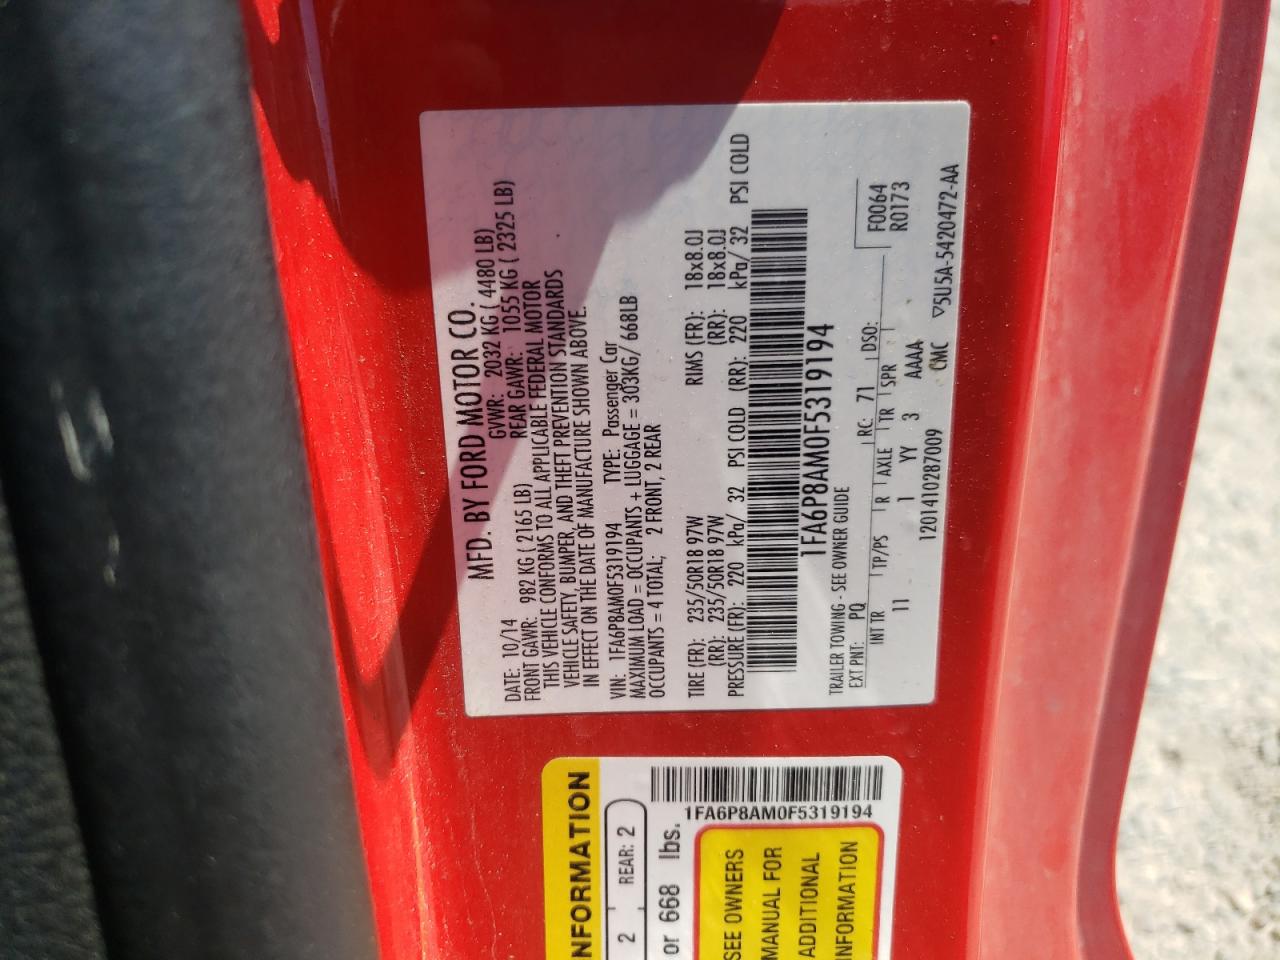 MFD. BY FORD MOTOR CO.
DATE: 10/14 GVWR: 2032 KG ( 4480 LB)
FRONT GAWR: 982 KG ( 2165 LB) REAR GAWR: 1055 KG ( 2325 LB)
THIS VEHICLE CONFORMS TO ALL APPLICABLE FEDERAL MOTOR
VEHICLE SAFETY, BUMPER, AND THEFT PREVENTION STANDARDS
IN EFFECT ON THE DATE OF MANUFACTURE SHOWN ABOVE.
VIN: 1FA6P8AM0F5319194 TYPE: Passenger Car
MAXIMUM LOAD = OCCUPANTS + LUGGAGE = 303KG/ 668LB
OCCUPANTS = 4 TOTAL; 2 FRONT, 2 REAR
TIRE (FR): 235/50R18 97W RIMS (FR): 18x8.0J
(RR): 235/50R18 97W (RR): 18x8.0J
PRESSURE (FR): 220 kPa/ 32 PSI COLD (RR): 220 kPa/ 32 PSI COLD
1FA6P8AM0F5319194
TRAILER TOWING - SEE OWNER GUIDE
EXT PNT: PQ RC: 71 DSO: F0064
INT TR TP/PS R AXLE TR SPR R0173
11 1 YY 3 AAAA
1201410287009 CMC ▽5U5A-5420472-AA
NFORMATION
2 REAR: 2
or 668 lbs.
1FA6P8AM0F5319194
SEE OWNERS
MANUAL FOR
ADDITIONAL
INFORMATION